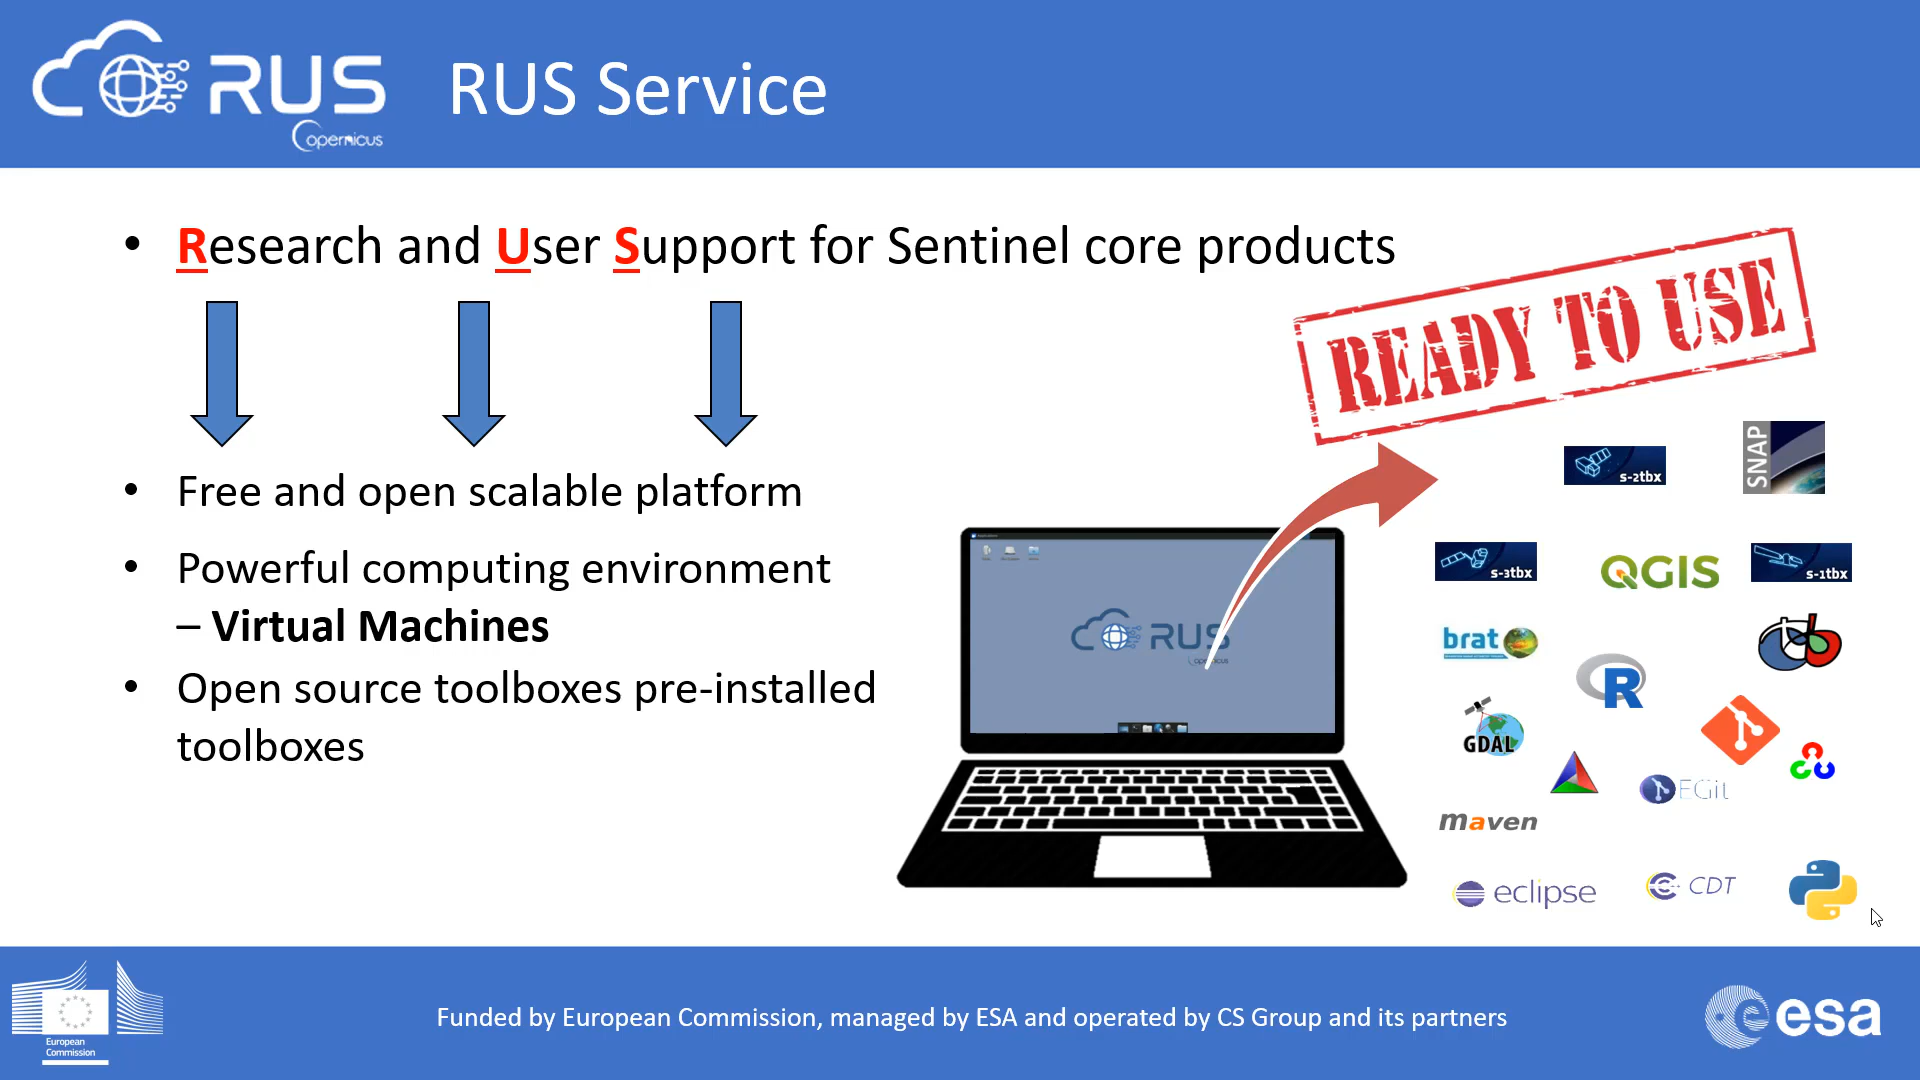 RUS
Copernicus
RUS Service
• Research and User Support for Sentinel core products
READY TO USE
• Free and open scalable platform
• Powerful computing environment
– Virtual Machines
• Open source toolboxes pre-installed
toolboxes
RUS
Copernicus
s-2tbx
SNAP
s-3tbx
QGIS
s-1tbx
brat
R
GDAL
EGit
maven
eclipse
CDT
European
Commission
Funded by European Commission, managed by ESA and operated by CS Group and its partners
esa